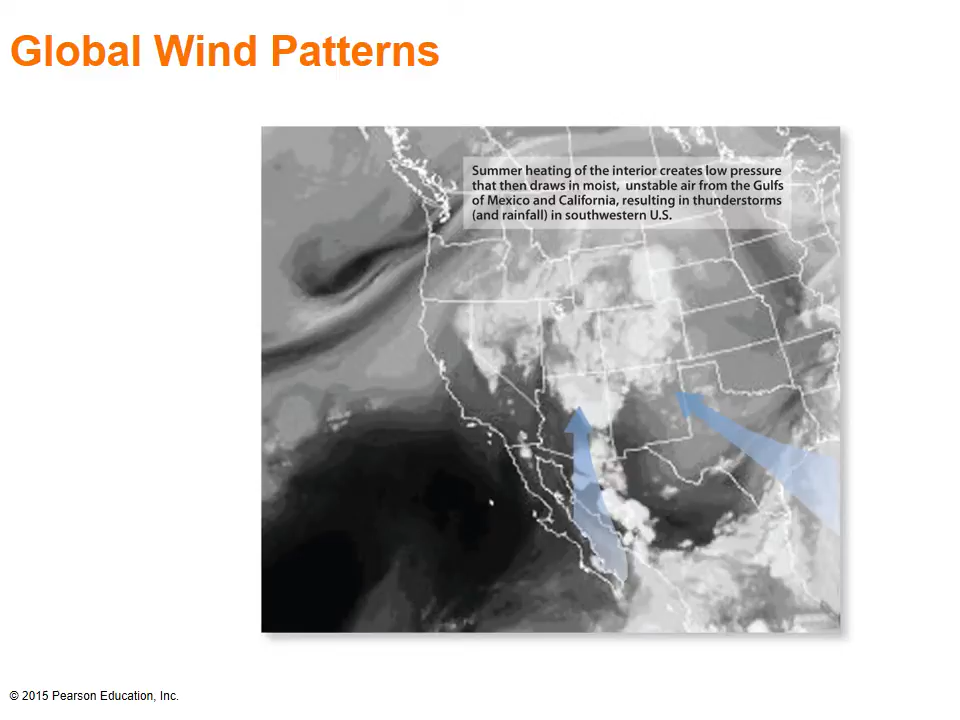 Global Wind Patterns
Summer heating of the interior creates low pressure
that then draws in moist, unstable air from the Gulfs
of Mexico and California, resulting in thunderstorms
(and rainfall) in southwestern U.S.
© 2015 Pearson Education, Inc.